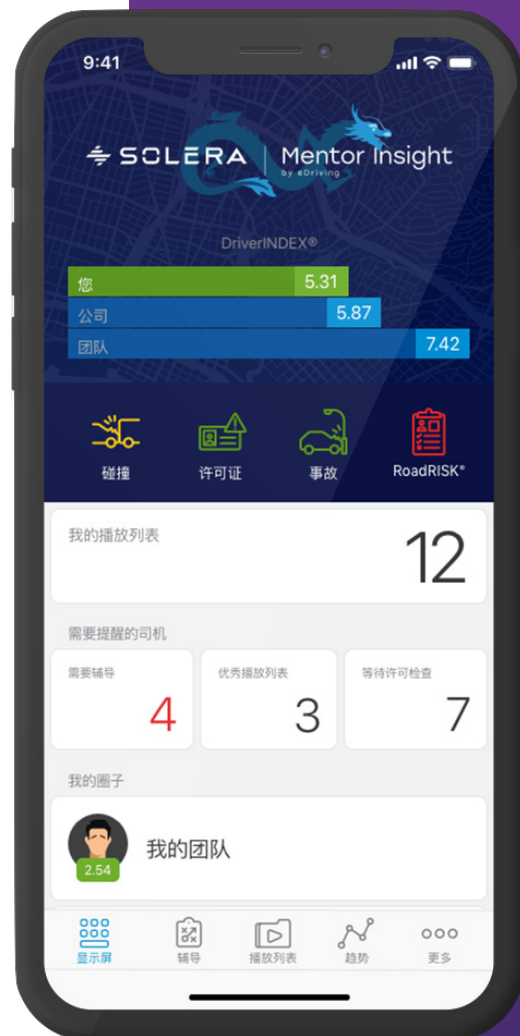 9:41
SOLERA | Mentor Insight
by eDriving
DriverINDEX®
您 5.31
公司 5.87
团队 7.42
碰撞 许可证 事故 RoadRISK®
我的播放列表
12
需要提醒的司机
需要辅导 优秀播放列表 等待许可检查
4 3 7
我的圈子
我的团队
2.54
显示屏 辅导 播放列表 趋势 更多